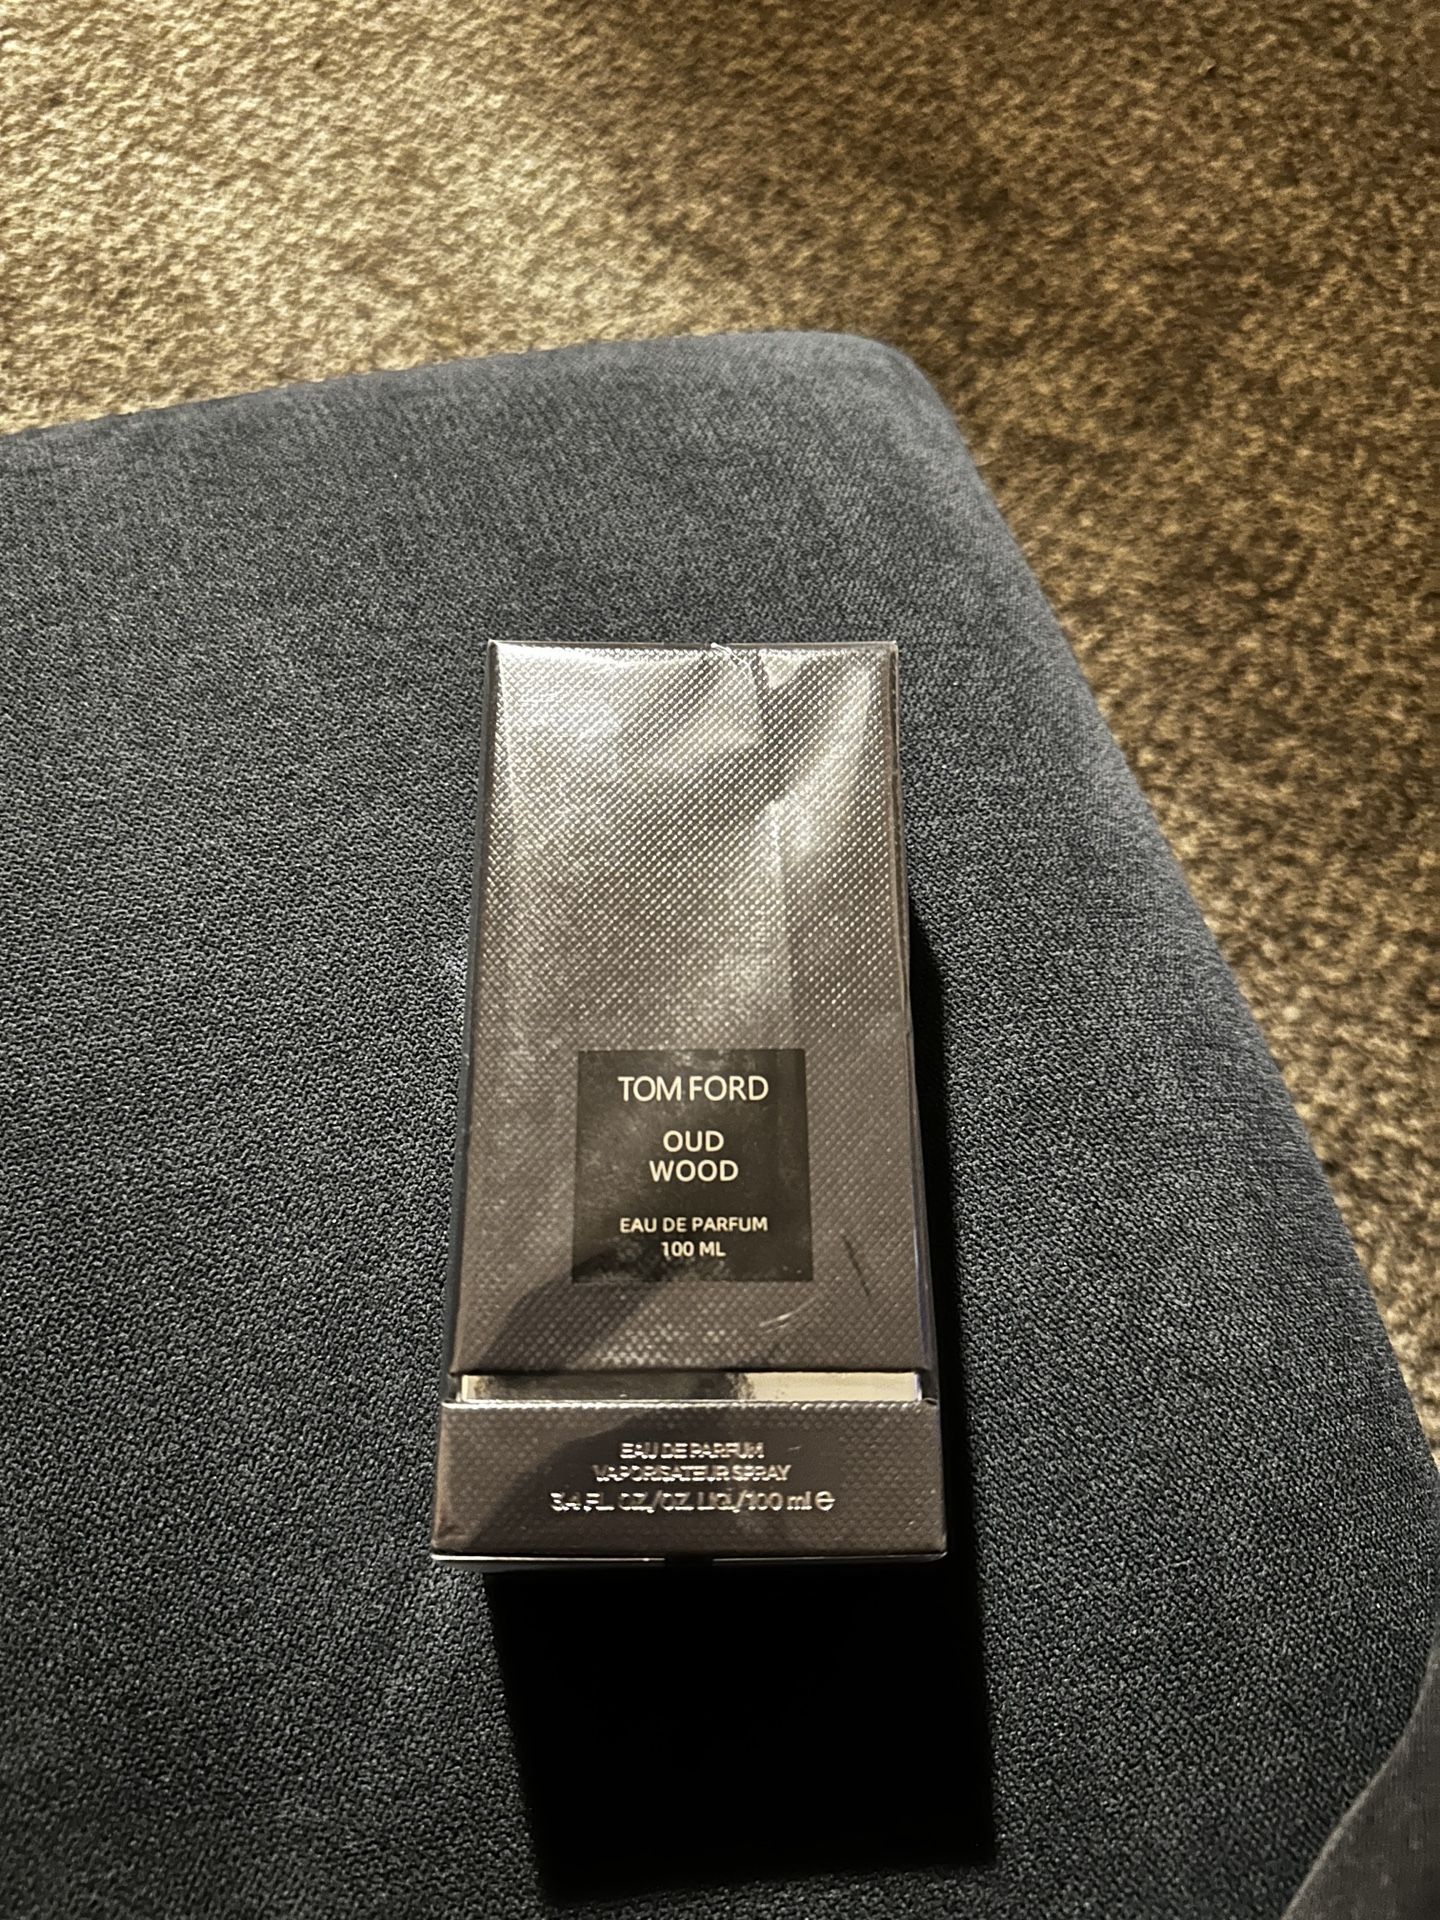 TOM FORD
OUD
WOOD
EAU DE PARFUM
100 ML
EAU DE PARFUM
VAPORISATEUR SPRAY
3.4 FL. OZ./OZ. LIQ./100 ml ℮